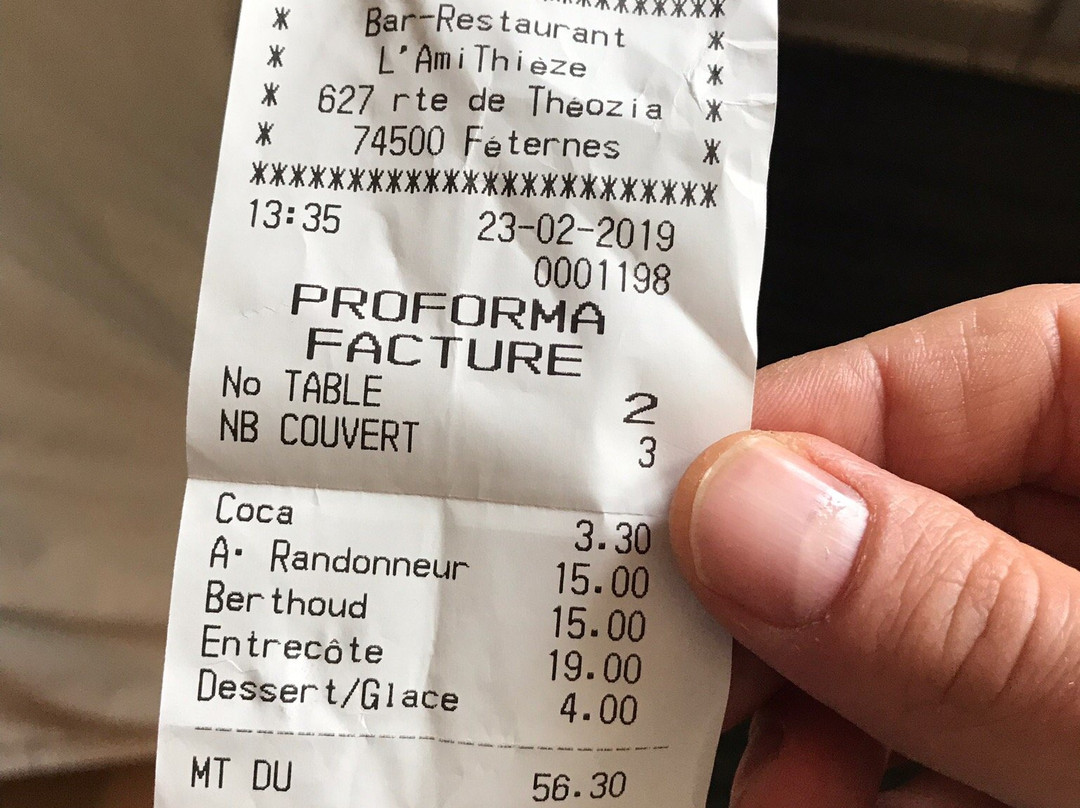 ************
* Bar-Restaurant *
* L'AmiThièze *
* 627 rte de Théozia *
* 74500 Féternes *
************************
13:35 23-02-2019
0001198
PROFORMA
FACTURE
No TABLE 2
NB COUVERT 3
Coca 3.30
A. Randonneur 15.00
Berthoud 15.00
Entrecôte 19.00
Dessert/Glace 4.00
MT DU 56.30